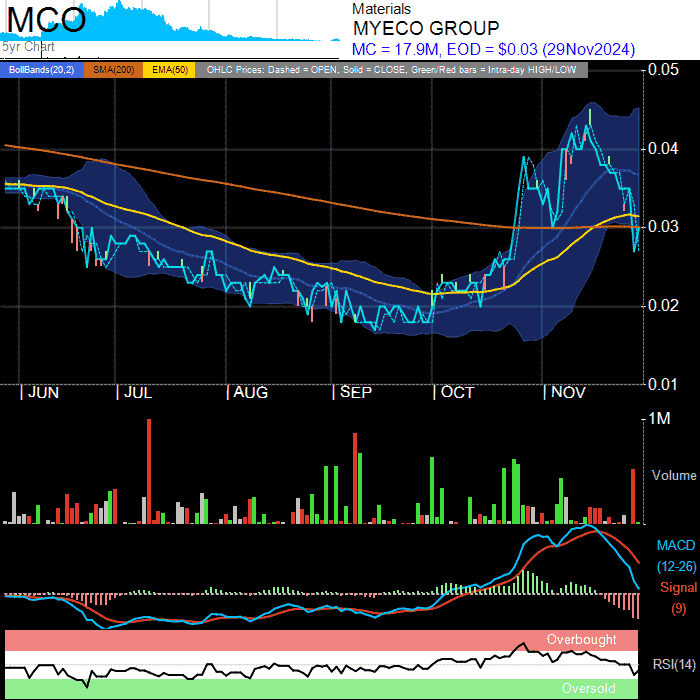 MCO
5yr Chart
Materials
MYECO GROUP
MC = 17.9M, EOD = $0.03 (29Nov2024)
BollBands(20,2) SMA(200) EMA(50) OHLC Prices: Dashed = OPEN, Solid = CLOSE, Green/Red bars = Intra-day HIGH/LOW
0.05
0.04
0.03
0.02
0.01
JUN JUL AUG SEP OCT NOV
1M
Volume
MACD
(12-26)
Signal
(9)
Overbought
RSI(14)
Oversold